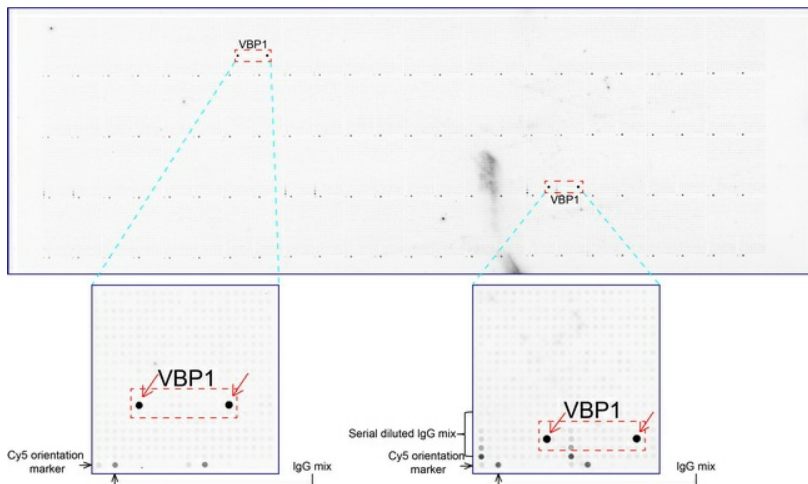 VBP1
VBP1
VBP1
VBP1
Serial diluted IgG mix
Cy5 orientation
marker
IgG mix
Cy5 orientation
marker
IgG mix